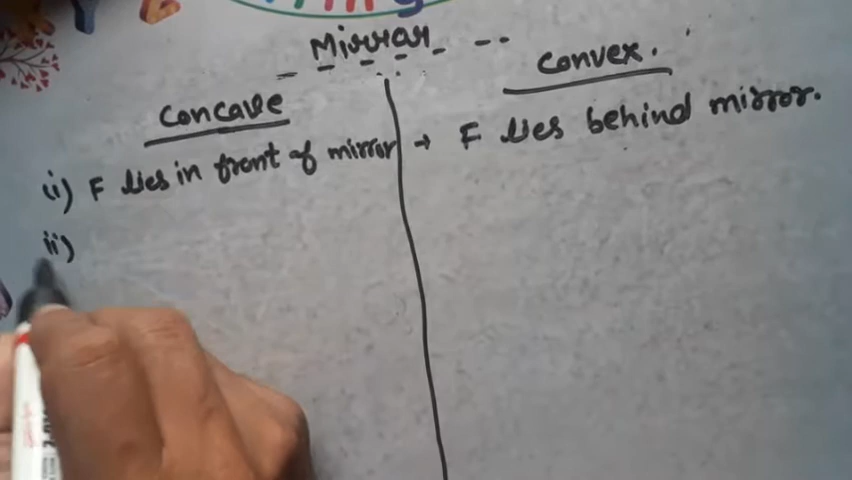 Mirror
Concave
Convex.
(i) F lies in front of mirror → F lies behind mirror.
ii)